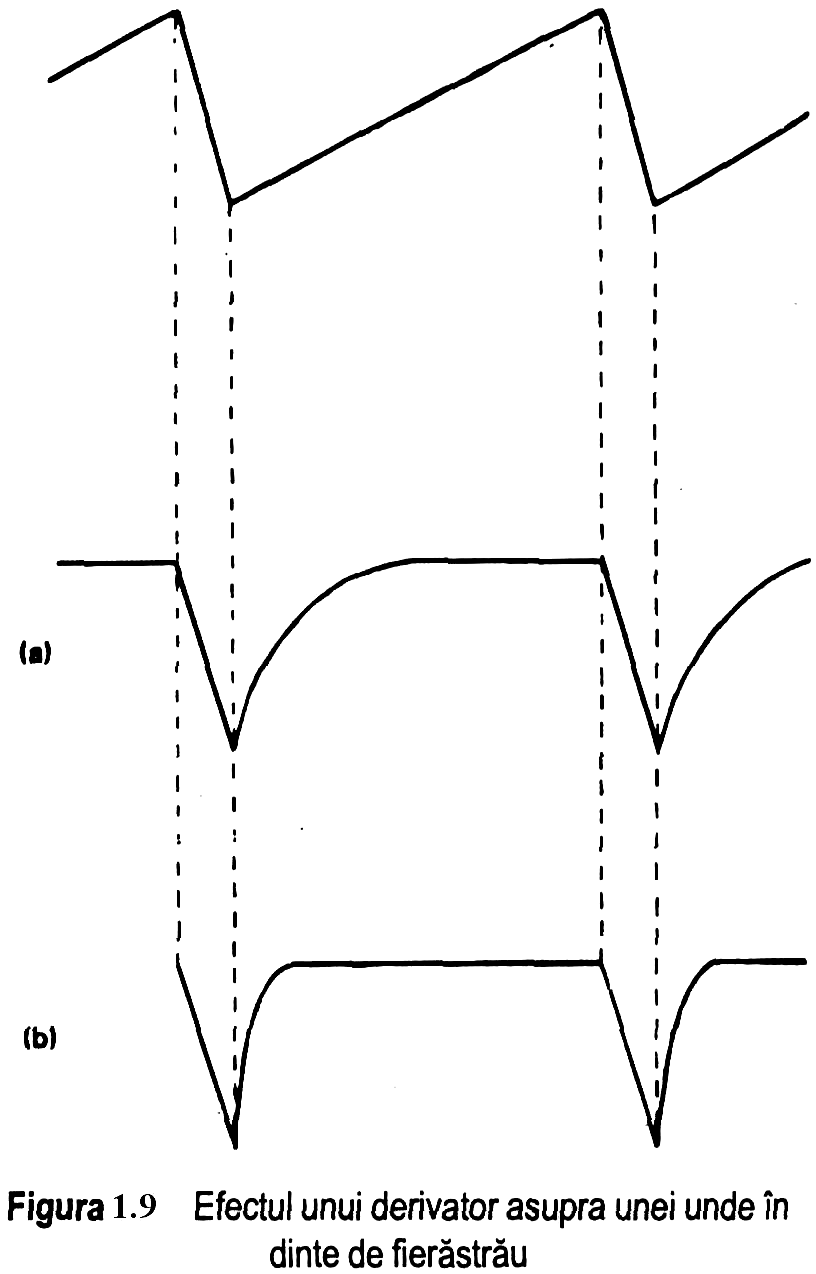 (a)
(b)
Figura 1.9 Efectul unui derivator asupra unei unde în
dinte de fierăstrău